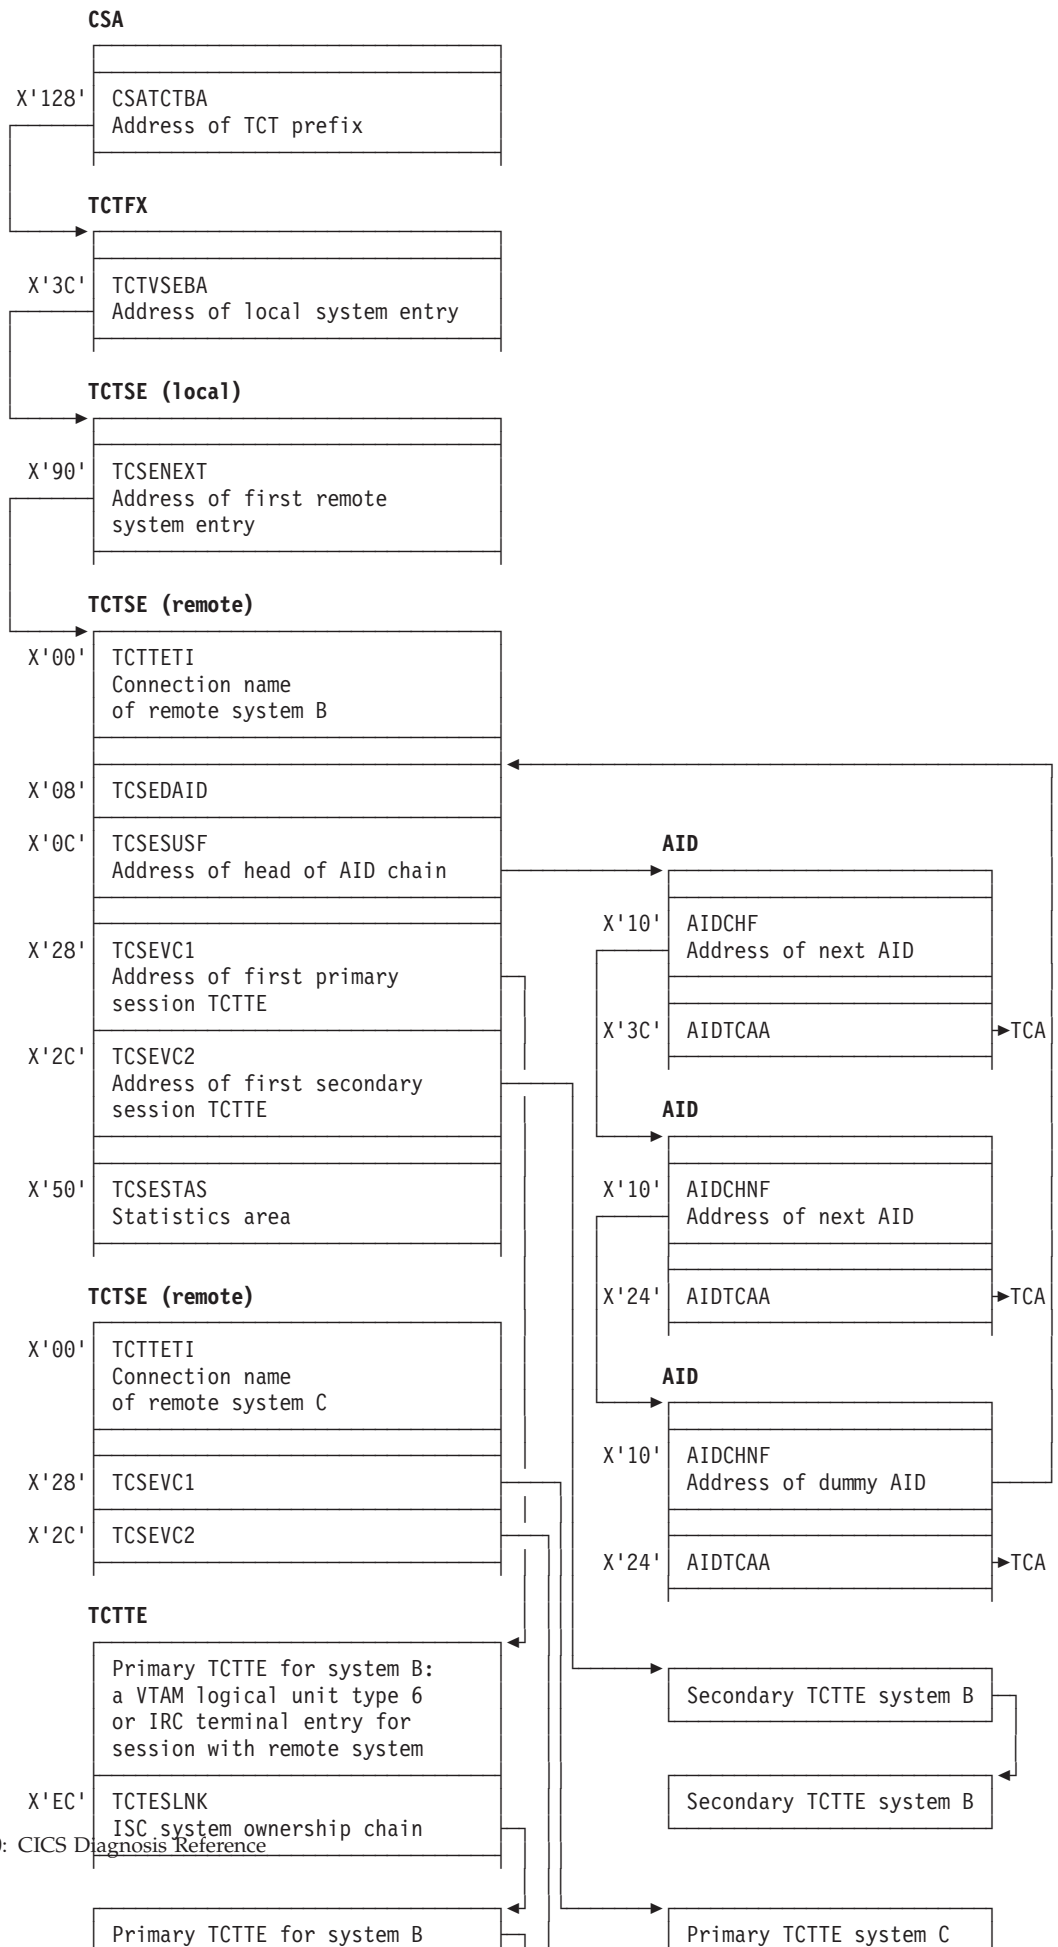 CSA
X'128' CSATCTBA
Address of TCT prefix
TCTFX
X'3C' TCTVSEBA
Address of local system entry
TCTSE (local)
X'90' TCSENEXT
Address of first remote
system entry
TCTSE (remote)
X'00' TCTTETI
Connection name
of remote system B
X'08' TCSEDAID
X'0C' TCSESUSF
Address of head of AID chain
X'28' TCSEVC1
Address of first primary
session TCTTE
X'2C' TCSEVC2
Address of first secondary
session TCTTE
X'50' TCSESTAS
Statistics area
AID
X'10' AIDCHF
Address of next AID
X'3C' AIDTCAA TCA
AID
X'10' AIDCHNF
Address of next AID
X'24' AIDTCAA TCA
AID
X'10' AIDCHNF
Address of dummy AID
X'24' AIDTCAA TCA
TCTSE (remote)
X'00' TCTTETI
Connection name
of remote system C
X'28' TCSEVC1
X'2C' TCSEVC2
TCTTE
Primary TCTTE for system B:
a VTAM logical unit type 6
or IRC terminal entry for
session with remote system
X'EC' TCTESLNK
ISC system ownership chain
Secondary TCTTE system B
Secondary TCTTE system B
: CICS Diagnosis Reference
Primary TCTTE for system B
Primary TCTTE system C